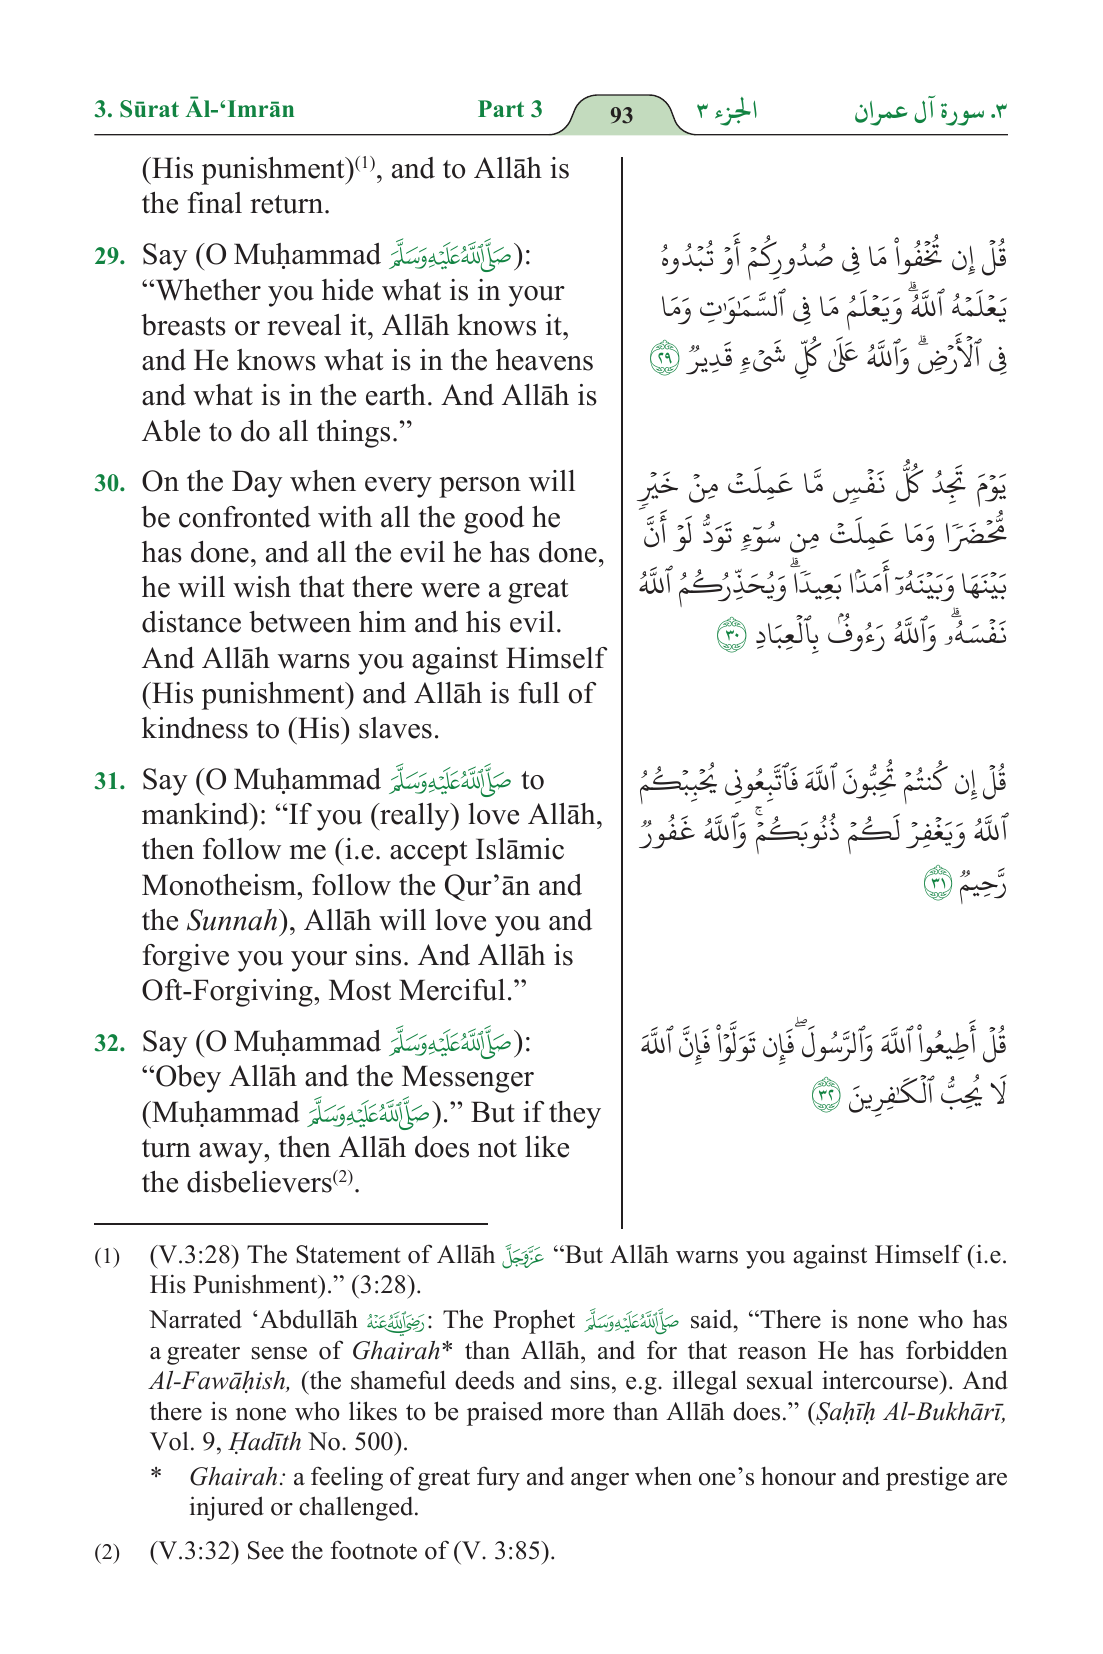 3. Sūrat Āl-‘Imrān Part 3 93 الجزء ٣ ٣. سورة آل عمران
(His punishment)(1), and to Allāh is
the final return.
29. Say (O Muḥammad صَلَّى ٱللَّهُ عَلَيْهِ وَسَلَّمَ):
“Whether you hide what is in your
breasts or reveal it, Allāh knows it,
and He knows what is in the heavens
and what is in the earth. And Allāh is
Able to do all things.”
قُلۡ إِن تُخۡفُواْ مَا فِي صُدُورِكُمۡ أَوۡ تُبۡدُوهُ
يَعۡلَمۡهُ ٱللَّهُۗ وَيَعۡلَمُ مَا فِي ٱلسَّمَٰوَٰتِ وَمَا
فِي ٱلۡأَرۡضِۗ وَٱللَّهُ عَلَىٰ كُلِّ شَيۡءٖ قَدِيرٞ ٢٩
30. On the Day when every person will
be confronted with all the good he
has done, and all the evil he has done,
he will wish that there were a great
distance between him and his evil.
And Allāh warns you against Himself
(His punishment) and Allāh is full of
kindness to (His) slaves.
يَوۡمَ تَجِدُ كُلُّ نَفۡسٖ مَّا عَمِلَتۡ مِنۡ خَيۡرٖ
مُّحۡضَرٗا وَمَا عَمِلَتۡ مِن سُوٓءٖ تَوَدُّ لَوۡ أَنَّ
بَيۡنَهَا وَبَيۡنَهُۥٓ أَمَدَۢا بَعِيدٗاۗ وَيُحَذِّرُكُمُ ٱللَّهُ
نَفۡسَهُۥۗ وَٱللَّهُ رَءُوفُۢ بِٱلۡعِبَادِ ٣٠
31. Say (O Muḥammad صَلَّى ٱللَّهُ عَلَيْهِ وَسَلَّمَ to
mankind): “If you (really) love Allāh,
then follow me (i.e. accept Islāmic
Monotheism, follow the Qur’ān and
the Sunnah), Allāh will love you and
forgive you your sins. And Allāh is
Oft-Forgiving, Most Merciful.”
قُلۡ إِن كُنتُمۡ تُحِبُّونَ ٱللَّهَ فَٱتَّبِعُونِي يُحۡبِبۡكُمُ
ٱللَّهُ وَيَغۡفِرۡ لَكُمۡ ذُنُوبَكُمۡۚ وَٱللَّهُ غَفُورٞ
رَّحِيمٞ ٣١
32. Say (O Muḥammad صَلَّى ٱللَّهُ عَلَيْهِ وَسَلَّمَ):
“Obey Allāh and the Messenger
(Muḥammad صَلَّى ٱللَّهُ عَلَيْهِ وَسَلَّمَ).” But if they
turn away, then Allāh does not like
the disbelievers(2).
قُلۡ أَطِيعُواْ ٱللَّهَ وَٱلرَّسُولَۖ فَإِن تَوَلَّوۡاْ فَإِنَّ ٱللَّهَ
لَا يُحِبُّ ٱلۡكَٰفِرِينَ ٣٢
(1) (V.3:28) The Statement of Allāh عَزَّوَجَلَّ “But Allāh warns you against Himself (i.e.
His Punishment).” (3:28).
Narrated ‘Abdullāh رَضِيَ ٱللَّهُ عَنْهُ: The Prophet صَلَّى ٱللَّهُ عَلَيْهِ وَسَلَّمَ said, “There is none who has
a greater sense of Ghairah* than Allāh, and for that reason He has forbidden
Al-Fawāḥish, (the shameful deeds and sins, e.g. illegal sexual intercourse). And
there is none who likes to be praised more than Allāh does.” (Ṣaḥīḥ Al-Bukhārī,
Vol. 9, Ḥadīth No. 500).
* Ghairah: a feeling of great fury and anger when one’s honour and prestige are
injured or challenged.
(2) (V.3:32) See the footnote of (V. 3:85).